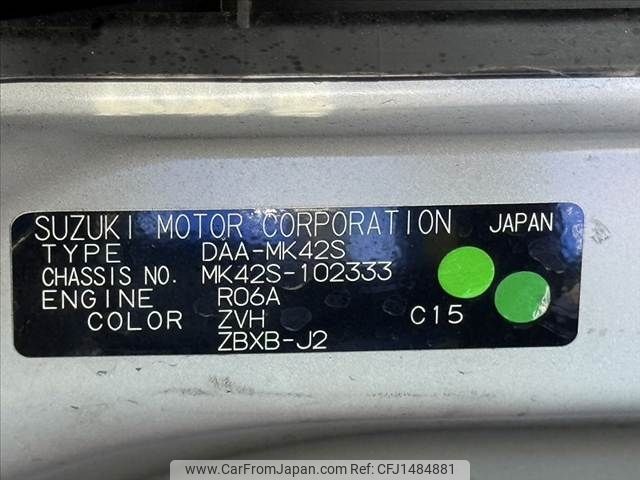 SUZUKI MOTOR CORPORATION JAPAN
TYPE DAA-MK42S
CHASSIS NO. MK42S-102333
ENGINE R06A
COLOR ZVH C15
ZBXB-J2
www.CarFromJapan.com CFJ1484881